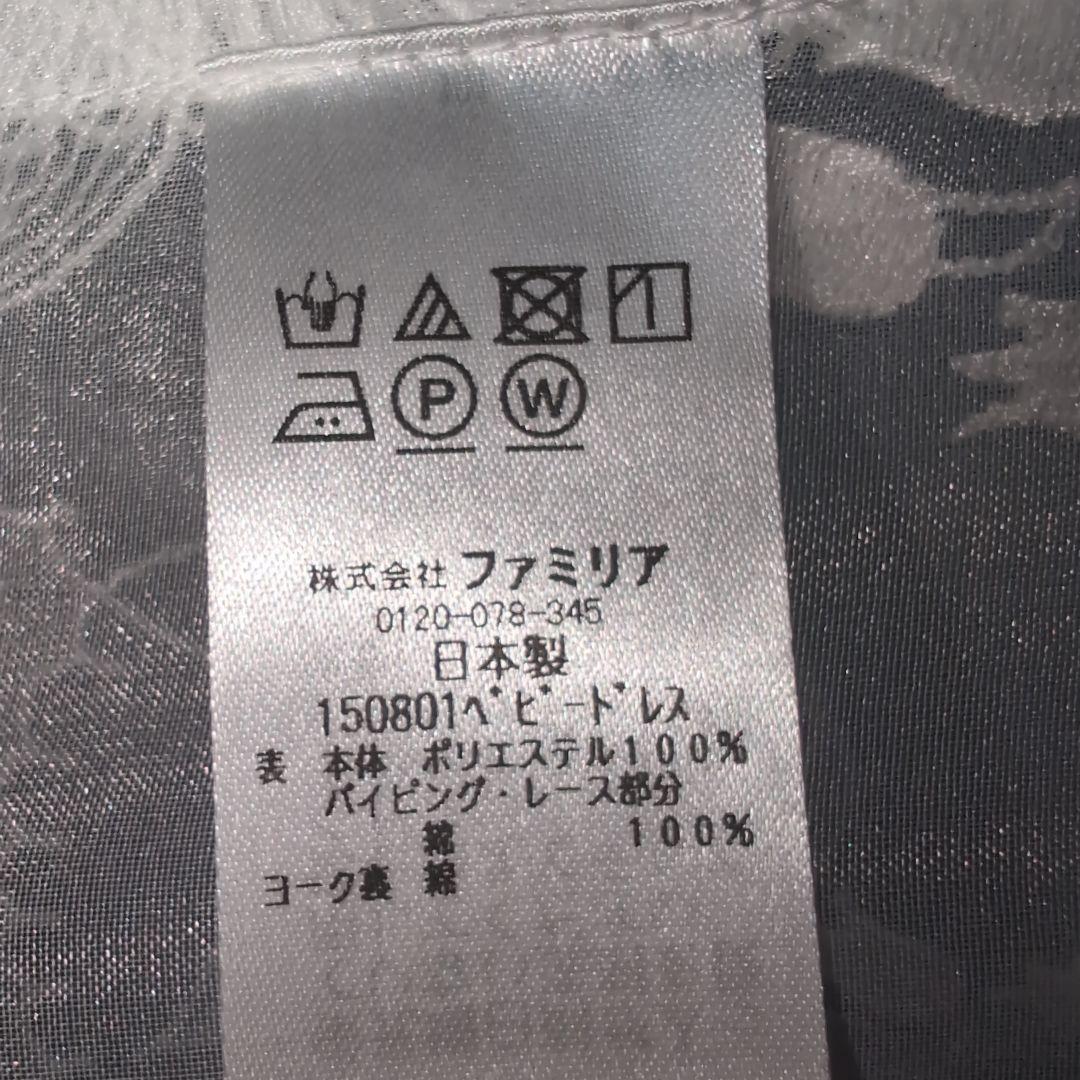 P W
株式会社 ファミリア
0120-078-345
日本製
150801ベビードレス
表 本体 ポリエステル100%
パイピング・レース部分
綿 100%
ヨーク裏 綿